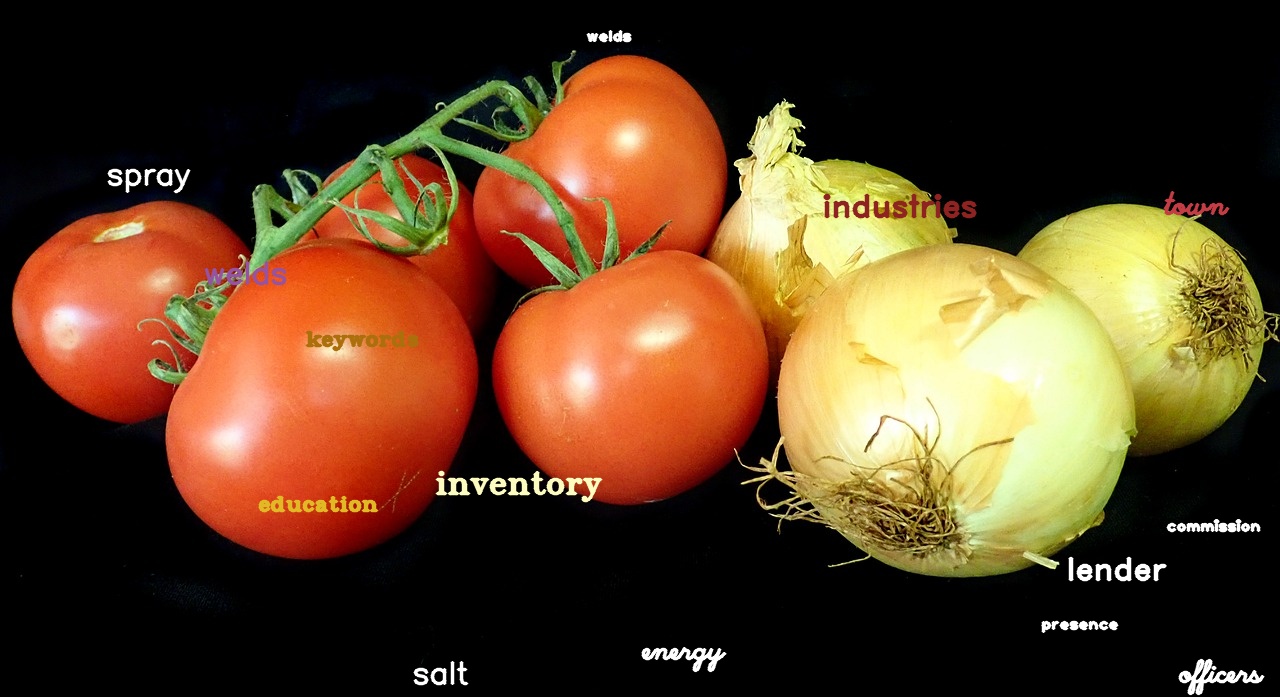 welds
spray
industries
town
welds
keywords
inventory
education
commission
lender
presence
energy
salt
officers